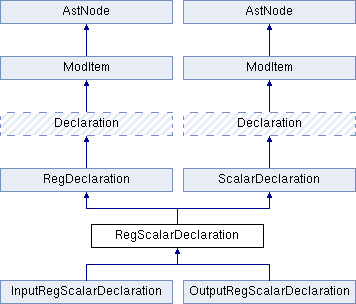 AstNode AstNode
ModItem ModItem
Declaration Declaration
RegDeclaration ScalarDeclaration
RegScalarDeclaration
InputRegScalarDeclaration OutputRegScalarDeclaration